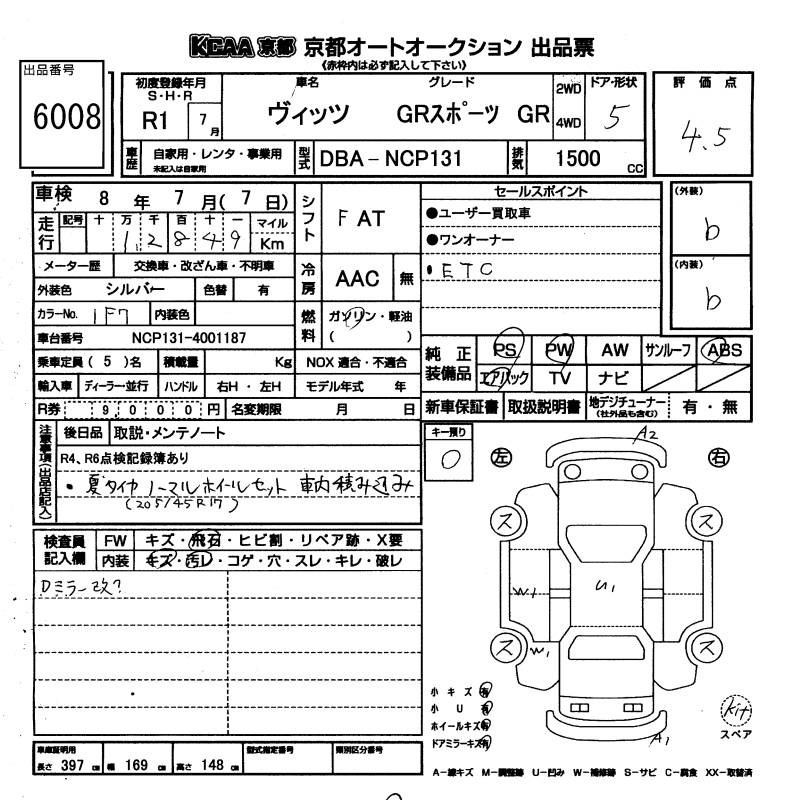 KCAA 京都 京都オートオークション 出品票
《赤枠内は必ず記入して下さい》
出品番号
6008
初度登録年月
S・H・R
R1 7月
車名
ヴィッツ
グレード
GRスポーツ GR
2WD
4WD
ドア・形状
5
評価点
4.5
車歴 自家用・レンタ・事業用
未記入は自家用
型式 DBA-NCP131
排気 1500 cc
車検 8年 7月(7日)
走行 記号 十 万 千 百 十 一 マイル
1 2 8 4 9 Km
メーター歴 交換車・改ざん車・不明車
外装色 シルバー 色替 有
カラーNo. 1F7 内装色
車台番号 NCP131-4001187
乗車定員(5)名 積載量 Kg NOX 適合・不適合
輸入車 ディーラー・並行 ハンドル 右H・左H モデル年式 年
R券 9,000円 名変期限 月 日
シフト F AT
冷房 AAC 無
燃料 ガソリン・軽油
( )
セールスポイント
●ユーザー買取車
●ワンオーナー
・ETC
(外装)
b
(内装)
b
純正装備品 PS PW AW サンルーフ ABS
エアバック TV ナビ
新車保証書 取扱説明書 地デジチューナー(社外品も含む) 有・無
注意事項(出品店記入)
後日品 取説・メンテノート
R4、R6点検記録簿あり
・夏タイヤ ノーマルホイールセット 車内積み込み
(205/45R17)
キー預り
0
左
右
A2
ス
ス
W1
U1
ス
W1
ス
A1
検査員記入欄 FW キズ・飛石・ヒビ割・リペア跡・X要
内装 キズ・汚レ・コゲ・穴・スレ・キレ・破レ
Dミラー改?
小キズ 有
小U 有
ホイールキズ 有
ドアミラーキズ 有
kit
スペア
車庫証明用
長さ 397 cm 幅 169 cm 高さ 148 cm
型式指定番号
類別区分番号
A-線キズ M-調整跡 U-凹み W-補修跡 S-サビ C-腐食 XX-取替済